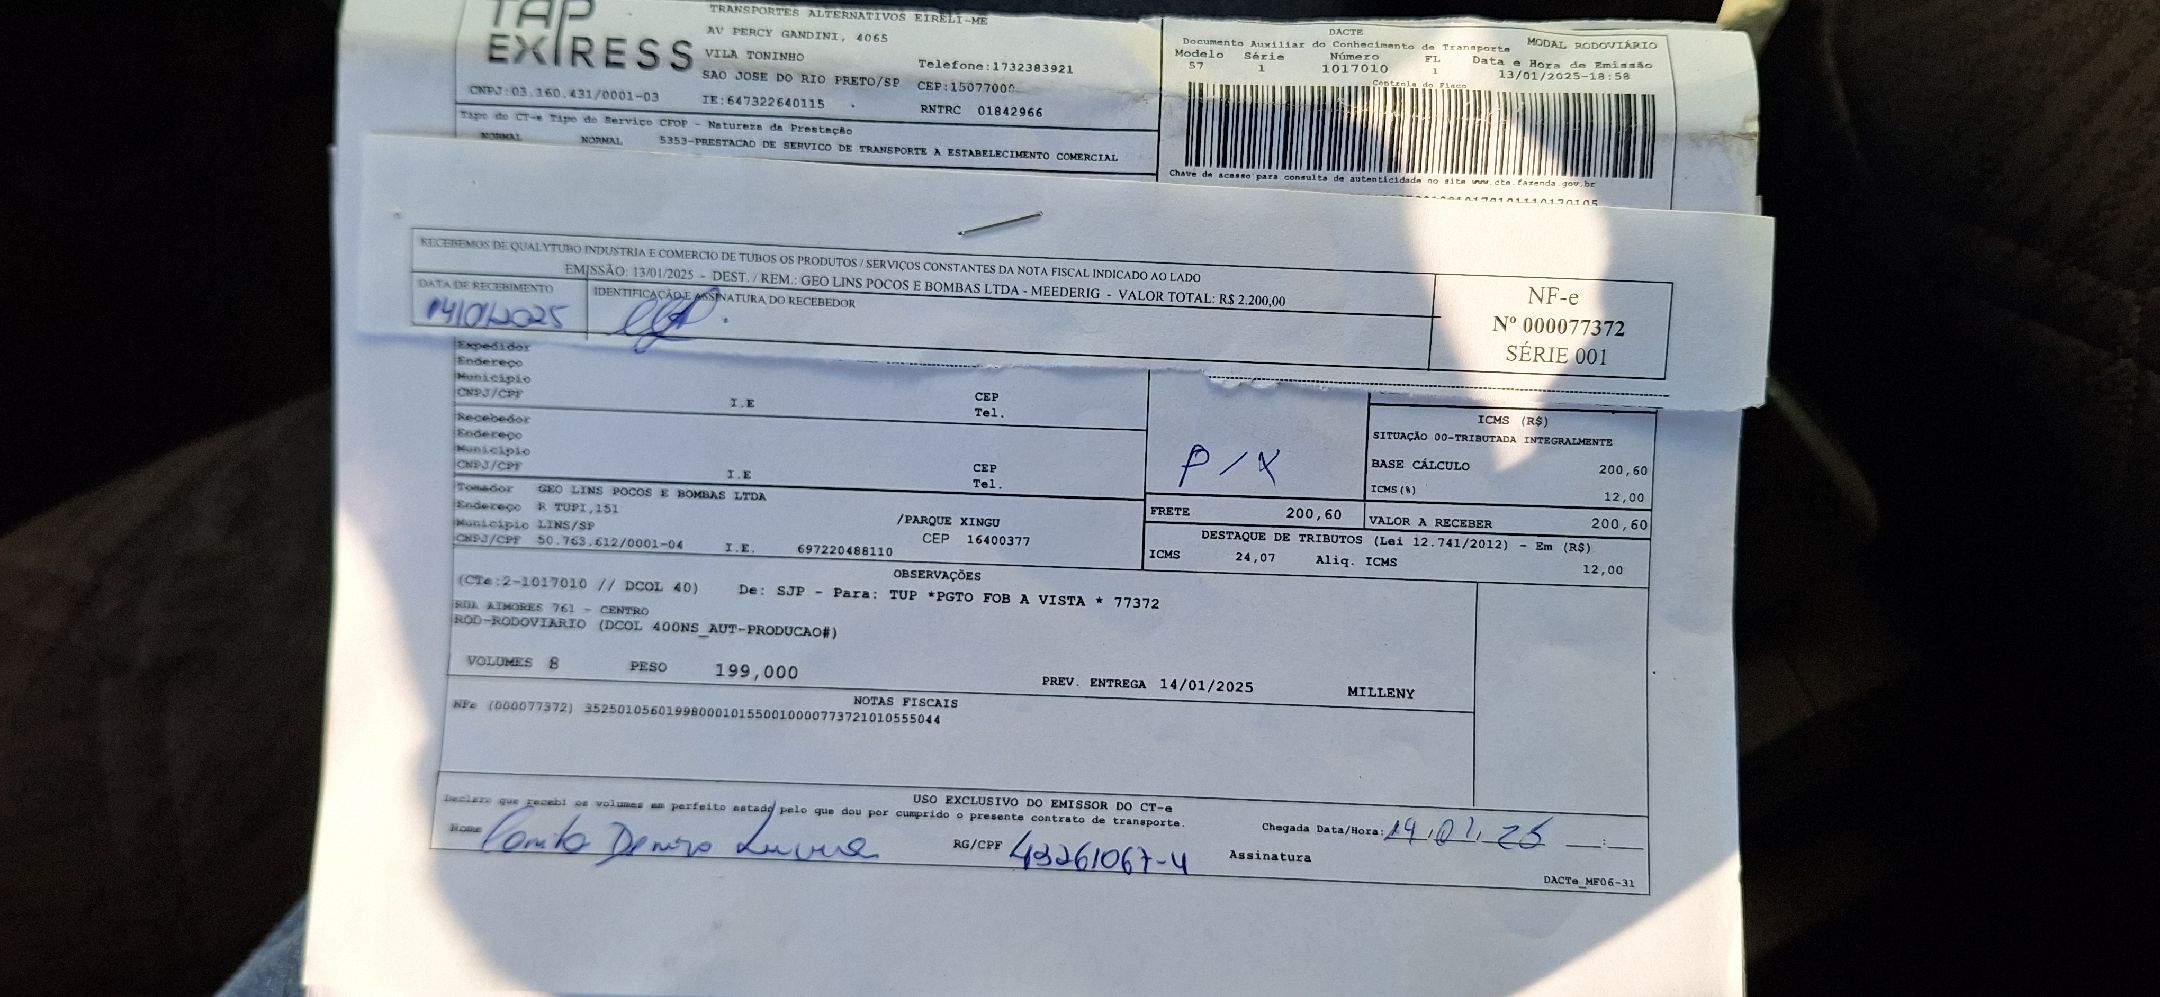 TAP
EXPRESS
TRANSPORTES ALTERNATIVOS EIRELI-ME
AV PERCY GANDINI, 4065
VILA TONINHO
Telefone:1732383921
SAO JOSE DO RIO PRETO/SP CEP:15077000
CNPJ:03.160.431/0001-03 IE:647322640115 RNTRC 01842966
Tipo do CT-e Tipo do Serviço CFOP - Natureza da Prestação
NORMAL NORMAL 5353-PRESTACAO DE SERVICO DE TRANSPORTE A ESTABELECIMENTO COMERCIAL
DACTE
Documento Auxiliar do Conhecimento de Transporte MODAL RODOVIÁRIO
Modelo Série Número FL Data e Hora de Emissão
57 1 1017010 1 13/01/2025-18:58
Controle do Fisco
Chave de acesso para consulta de autenticidade no site www.cte.fazenda.gov.br
RECEBEMOS DE QUALYTUBO INDUSTRIA E COMERCIO DE TUBOS OS PRODUTOS / SERVIÇOS CONSTANTES DA NOTA FISCAL INDICADO AO LADO
EMISSÃO: 13/01/2025 - DEST. / REM.: GEO LINS POCOS E BOMBAS LTDA - MEEDERIG - VALOR TOTAL: R$ 2.200,00
DATA DE RECEBIMENTO IDENTIFICAÇÃO E ASSINATURA DO RECEBEDOR
14/01/2025
NF-e
Nº 000077372
SÉRIE 001
Expedidor
Endereço
Município CEP
CNPJ/CPF I.E Tel.
Recebedor
Endereço
Município CEP
CNPJ/CPF I.E Tel.
Tomador GEO LINS POCOS E BOMBAS LTDA
Endereço R TUPI,151 /PARQUE XINGU
Município LINS/SP CEP 16400377
CNPJ/CPF 50.763.612/0001-04 I.E. 697220488110
P/X
ICMS (R$)
SITUAÇÃO 00-TRIBUTADA INTEGRALMENTE
BASE CÁLCULO 200,60
ICMS(%) 12,00
FRETE 200,60 VALOR A RECEBER 200,60
DESTAQUE DE TRIBUTOS (Lei 12.741/2012) - Em (R$)
ICMS 24,07 Aliq. ICMS 12,00
OBSERVAÇÕES
(CTe:2-1017010 // DCOL 40) De: SJP - Para: TUP *PGTO FOB A VISTA * 77372
RUA AIMORES 761 - CENTRO
ROD-RODOVIARIO (DCOL 400NS_AUT-PRODUCAO#)
VOLUMES 8 PESO 199,000 PREV. ENTREGA 14/01/2025 MILLENY
NOTAS FISCAIS
NFe (000077372) 35250105601998000101550010000773721010555044
USO EXCLUSIVO DO EMISSOR DO CT-e
Declaro que recebi os volumes em perfeito estado pelo que dou por cumprido o presente contrato de transporte.
Nome RG/CPF 43261067-4 Assinatura Chegada Data/Hora: 14.01.25 __:__
DACTe_MF06-31